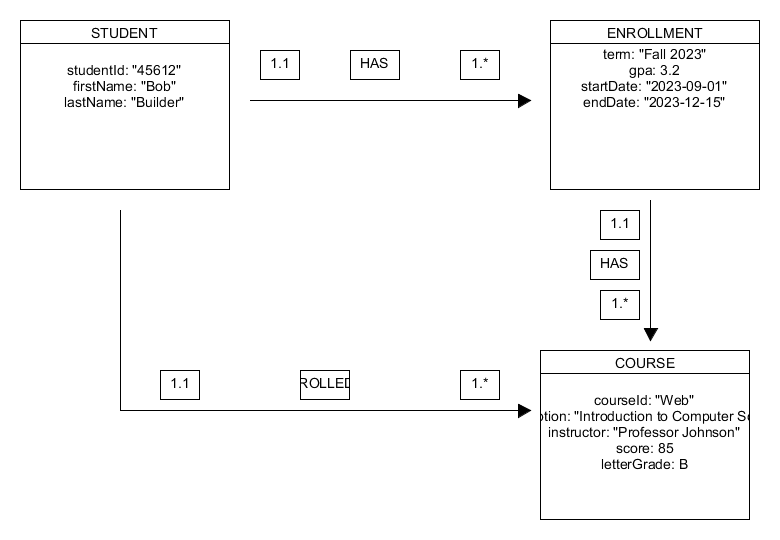 STUDENT
studentId: "45612"
firstName: "Bob"
lastName: "Builder"
1.1
HAS
1.*
ENROLLMENT
term: "Fall 2023"
gpa: 3.2
startDate: "2023-09-01"
endDate: "2023-12-15"
1.1
HAS
1.*
1.1
ROLLED
1.*
COURSE
courseId: "Web"
"Introduction to Computer
instructor: "Professor Johnson"
score: 85
letterGrade: B